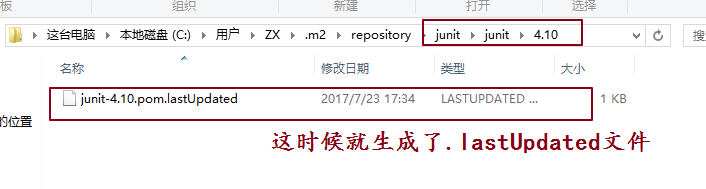 组织 新建 打开 选择
这台电脑 本地磁盘 (C:) 用户 ZX .m2 repository junit junit 4.10 搜
名称 修改日期 类型 大小
junit-4.10.pom.lastUpdated 2017/7/23 17:34 LASTUPDATED ... 1 KB
的位置
这时候就生成了.lastUpdated文件